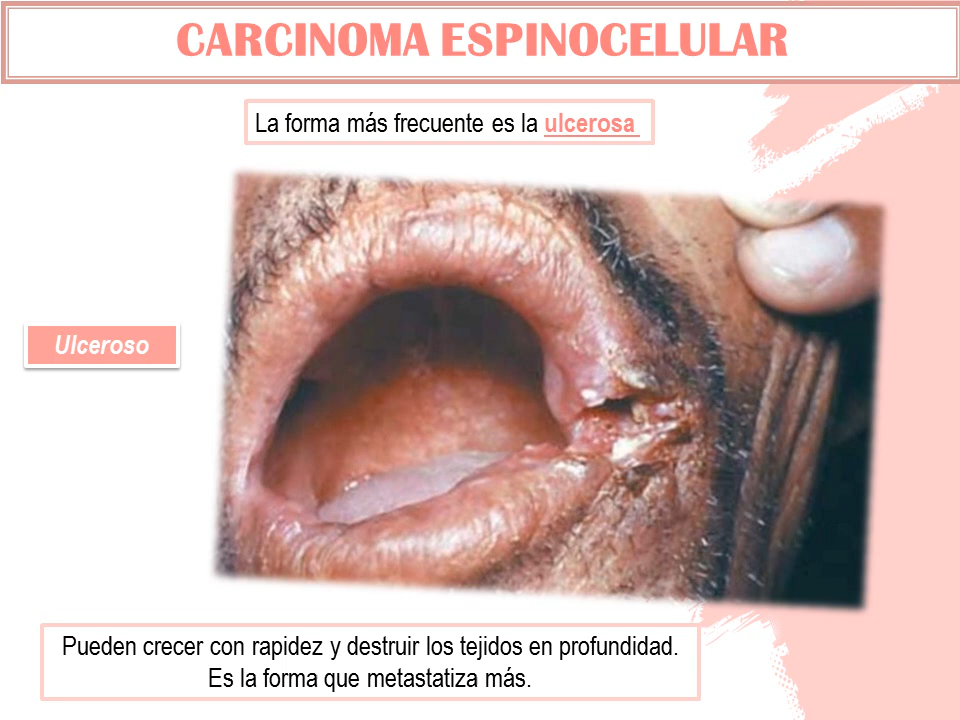 CARCINOMA ESPINOCELULAR
La forma más frecuente es la ulcerosa
Ulceroso
Pueden crecer con rapidez y destruir los tejidos en profundidad.
Es la forma que metastatiza más.